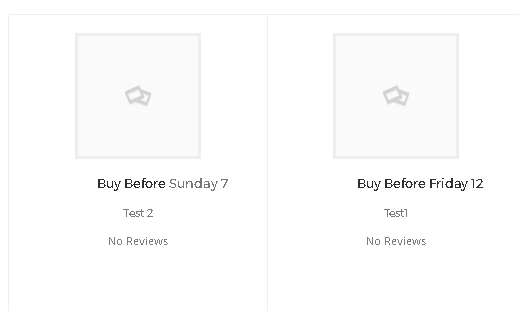 Buy Before Sunday 7
Test 2
No Reviews
Buy Before Friday 12
Test1
No Reviews